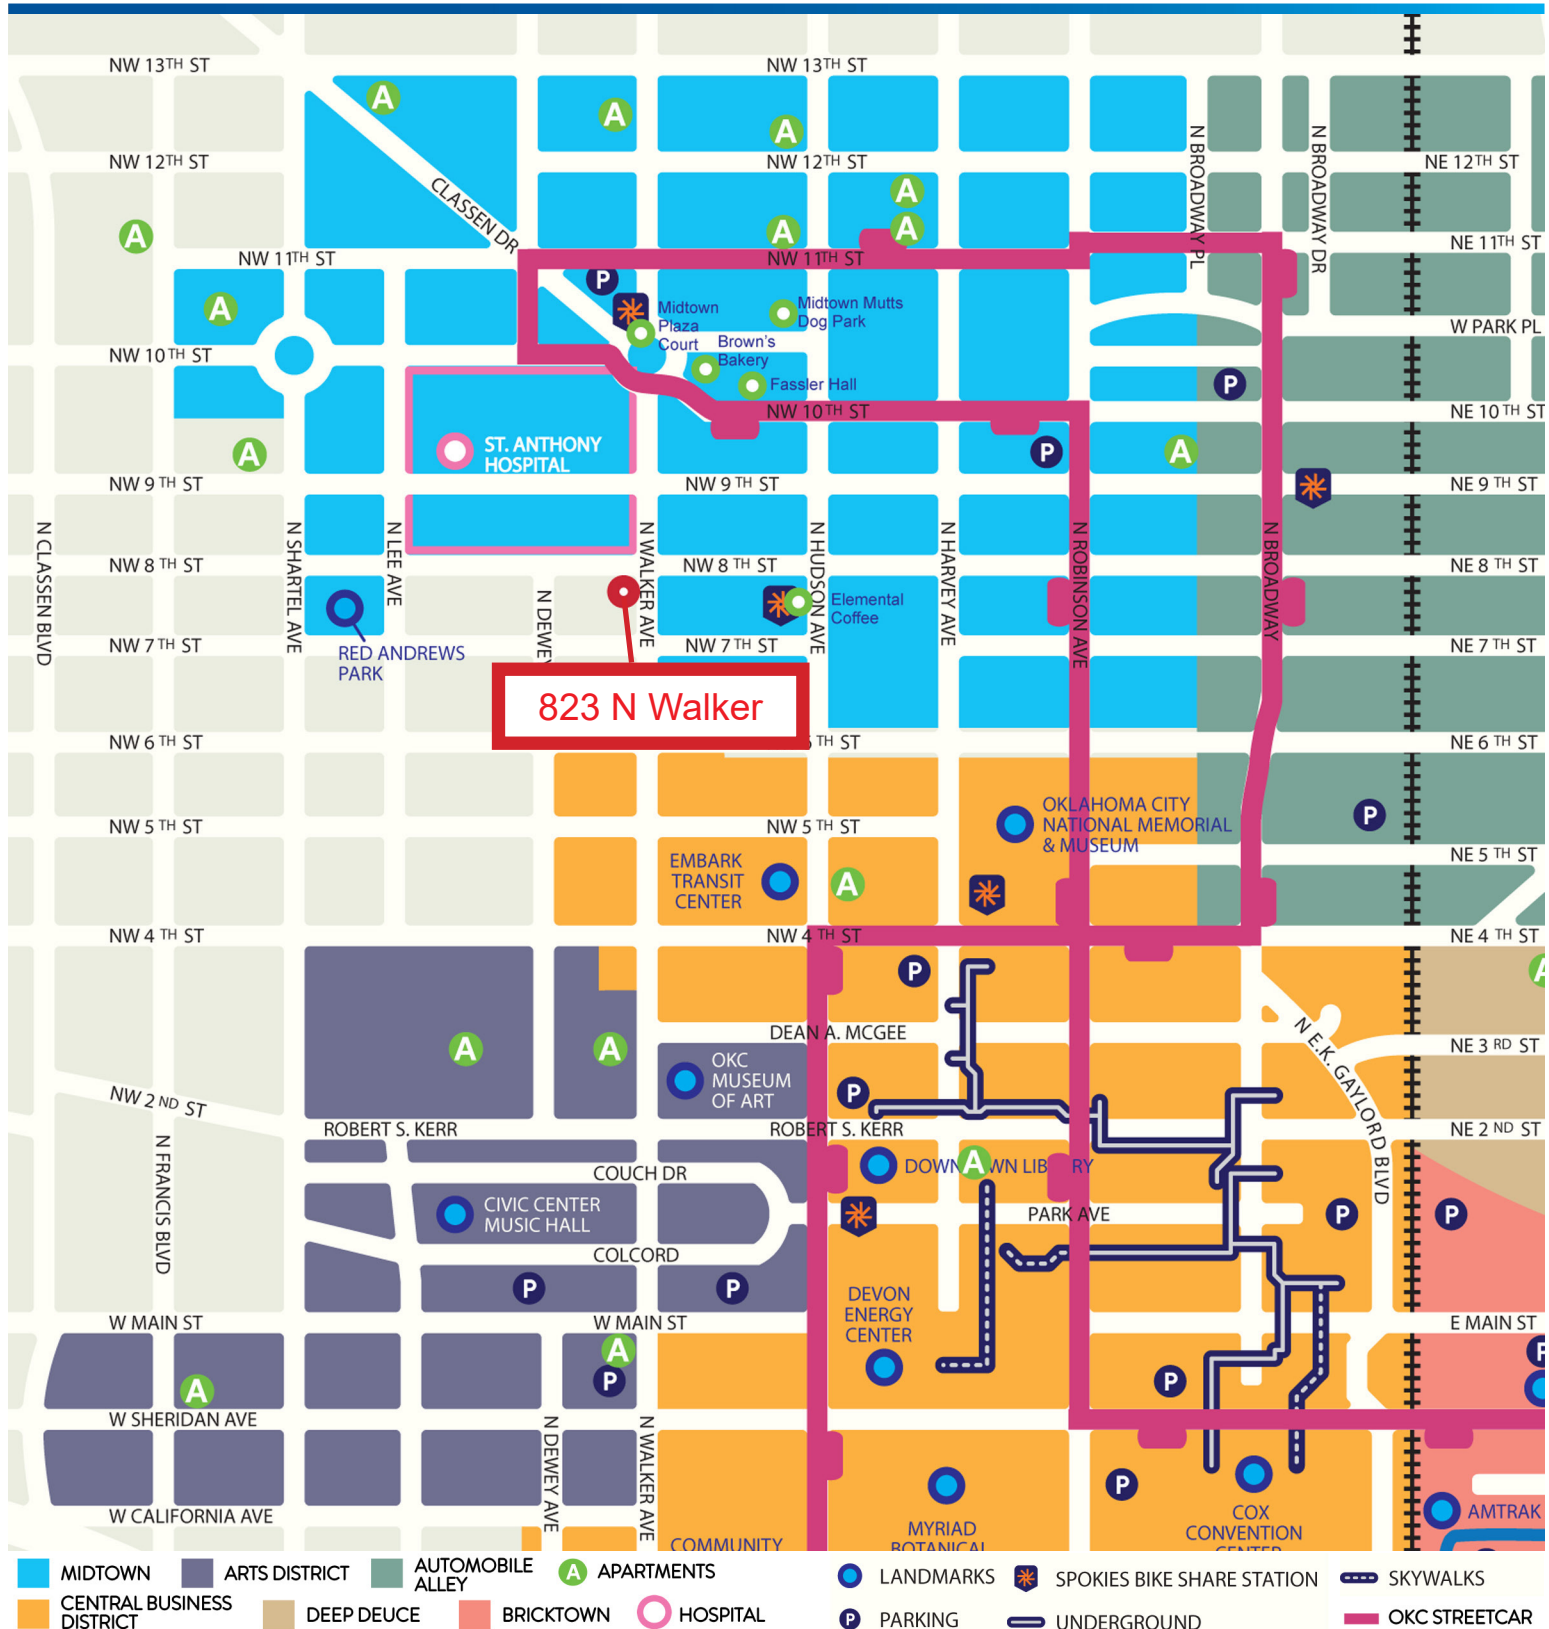 NW 13TH ST
NW 13TH ST
NW 12TH ST
NW 12TH ST
NE 12TH ST
N BROADWAY PL
N BROADWAY DR
CLASSEN DR
NW 11TH ST
NW 11TH ST
NE 11TH ST
P
Midtown
Plaza
Court
Midtown Mutts
Dog Park
Brown's
Bakery
W PARK PL
NW 10TH ST
Fassler Hall
P
NW 10TH ST
NE 10TH ST
ST. ANTHONY
HOSPITAL
P
NW 9TH ST
NW 9TH ST
NE 9TH ST
N CLASSEN BLVD
N SHARTEL AVE
N LEE AVE
N DEWEY
N WALKER AVE
N HUDSON AVE
N HARVEY AVE
N ROBINSON AVE
N BROADWAY
NW 8TH ST
NW 8TH ST
NE 8TH ST
Elemental
Coffee
RED ANDREWS
PARK
NW 7TH ST
NW 7TH ST
NE 7TH ST
823 N Walker
NW 6TH ST
TH ST
NE 6TH ST
OKLAHOMA CITY
NATIONAL MEMORIAL
& MUSEUM
P
NW 5TH ST
NW 5TH ST
NE 5TH ST
EMBARK
TRANSIT
CENTER
A
NW 4TH ST
NW 4TH ST
NE 4TH ST
P
DEAN A. MCGEE
N E.K. GAYLORD BLVD
NE 3RD ST
OKC
MUSEUM
OF ART
P
NW 2ND ST
ROBERT S. KERR
ROBERT S. KERR
NE 2ND ST
N FRANCIS BLVD
COUCH DR
DOWN A WN LIB RY
CIVIC CENTER
MUSIC HALL
PARK AVE
P
P
COLCORD
P
P
DEVON
ENERGY
CENTER
W MAIN ST
W MAIN ST
E MAIN ST
A
P
P
A
W SHERIDAN AVE
N DEWEY AVE
N WALKER AVE
P
W CALIFORNIA AVE
COX
CONVENTION
CENTER
AMTRAK
MYRIAD
BOTANICAL
COMMUNITY
MIDTOWN
ARTS DISTRICT
AUTOMOBILE
ALLEY
A APARTMENTS
LANDMARKS
SPOKIES BIKE SHARE STATION
SKYWALKS
CENTRAL BUSINESS
DISTRICT
DEEP DEUCE
BRICKTOWN
HOSPITAL
P PARKING
UNDERGROUND
OKC STREETCAR